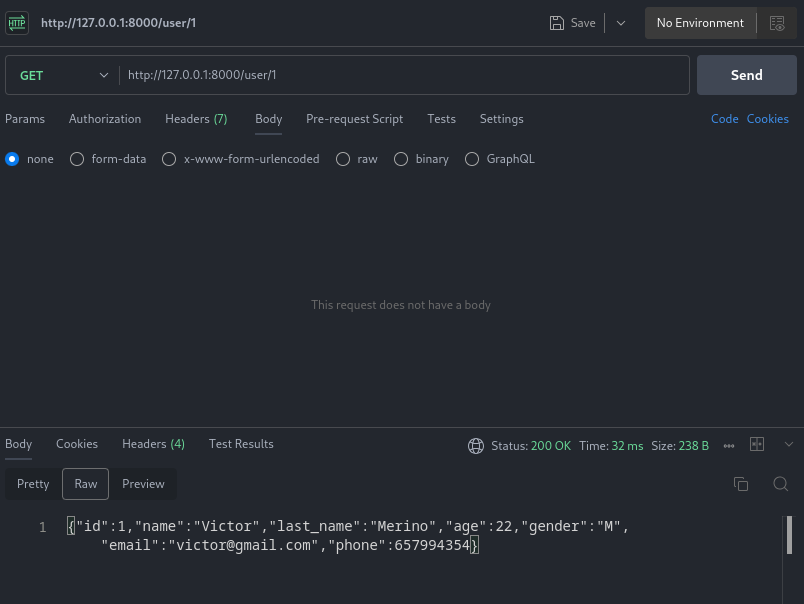 HTTP http://127.0.0.1:8000/user/1 Save No Environment
GET http://127.0.0.1:8000/user/1 Send
Params Authorization Headers (7) Body Pre-request Script Tests Settings Code Cookies
none form-data x-www-form-urlencoded raw binary GraphQL
This request does not have a body
Body Cookies Headers (4) Test Results Status: 200 OK Time: 32 ms Size: 238 B
Pretty Raw Preview
1 {"id":1,"name":"Victor","last_name":"Merino","age":22,"gender":"M",
"email":"victor@gmail.com","phone":657994354}